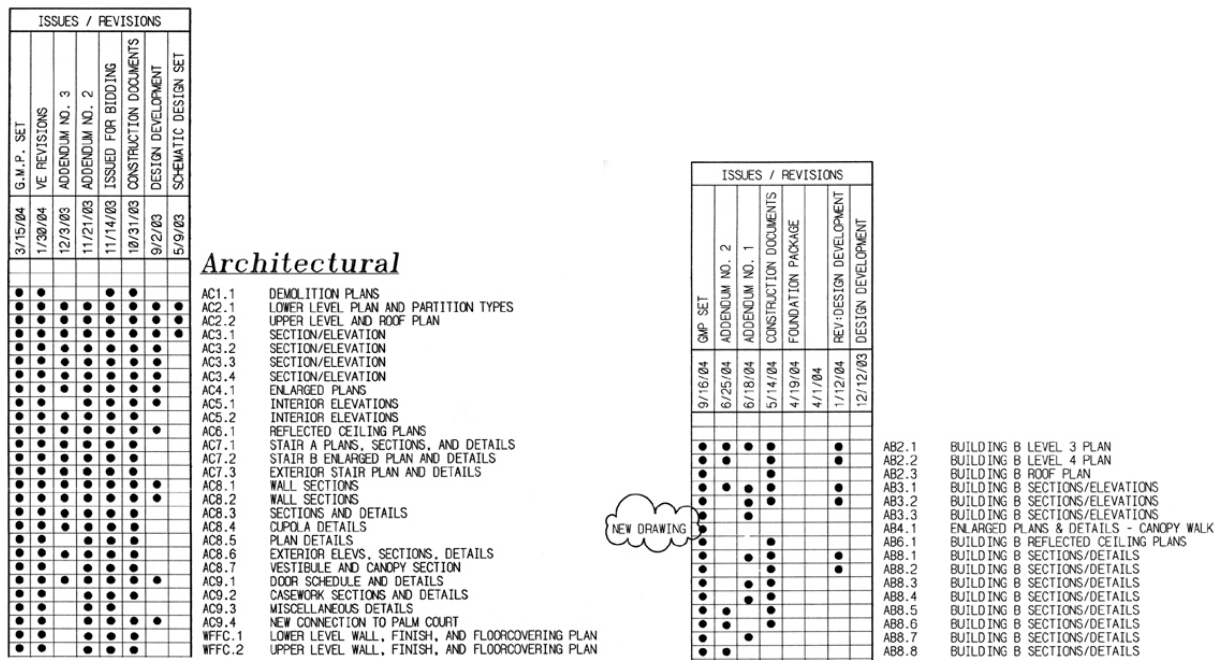 ISSUES / REVISIONS
G.M.P. SET
VE REVISIONS
ADDENDUM NO. 3
ADDENDUM NO. 2
ISSUED FOR BIDDING
CONSTRUCTION DOCUMENTS
DESIGN DEVELOPMENT
SCHEMATIC DESIGN SET
3/15/04
1/30/04
12/3/03
11/21/03
11/14/03
10/31/03
9/2/03
5/9/03
Architectural
AC1.1 DEMOLITION PLANS
AC2.1 LOWER LEVEL PLAN AND PARTITION TYPES
AC2.2 UPPER LEVEL AND ROOF PLAN
AC3.1 SECTION/ELEVATION
AC3.2 SECTION/ELEVATION
AC3.3 SECTION/ELEVATION
AC3.4 SECTION/ELEVATION
AC4.1 ENLARGED PLANS
AC5.1 INTERIOR ELEVATIONS
AC5.2 INTERIOR ELEVATIONS
AC6.1 REFLECTED CEILING PLANS
AC7.1 STAIR A PLANS, SECTIONS, AND DETAILS
AC7.2 STAIR B ENLARGED PLAN AND DETAILS
AC7.3 EXTERIOR STAIR PLAN AND DETAILS
AC8.1 WALL SECTIONS
AC8.2 WALL SECTIONS
AC8.3 SECTIONS AND DETAILS
AC8.4 CUPOLA DETAILS
AC8.5 PLAN DETAILS
AC8.6 EXTERIOR ELEVS, SECTIONS, DETAILS
AC8.7 VESTIBULE AND CANOPY SECTION
AC9.1 DOOR SCHEDULE AND DETAILS
AC9.2 CASEWORK SECTIONS AND DETAILS
AC9.3 MISCELLANEOUS DETAILS
AC9.4 NEW CONNECTION TO PALM COURT
WFFC.1 LOWER LEVEL WALL, FINISH, AND FLOORCOVERING PLAN
WFFC.2 UPPER LEVEL WALL, FINISH, AND FLOORCOVERING PLAN
ISSUES / REVISIONS
GMP SET
ADDENDUM NO. 2
ADDENDUM NO. 1
CONSTRUCTION DOCUMENTS
FOUNDATION PACKAGE
REV:DESIGN DEVELOPMENT
DESIGN DEVELOPMENT
9/16/04
6/25/04
6/18/04
5/14/04
4/19/04
4/1/04
1/12/04
12/12/03
NEW DRAWING
AB2.1 BUILDING B LEVEL 3 PLAN
AB2.2 BUILDING B LEVEL 4 PLAN
AB2.3 BUILDING B ROOF PLAN
AB3.1 BUILDING B SECTIONS/ELEVATIONS
AB3.2 BUILDING B SECTIONS/ELEVATIONS
AB3.3 BUILDING B SECTIONS/ELEVATIONS
AB4.1 ENLARGED PLANS & DETAILS - CANOPY WALK
AB6.1 BUILDING B REFLECTED CEILING PLANS
AB8.1 BUILDING B SECTIONS/DETAILS
AB8.2 BUILDING B SECTIONS/DETAILS
AB8.3 BUILDING B SECTIONS/DETAILS
AB8.4 BUILDING B SECTIONS/DETAILS
AB8.5 BUILDING B SECTIONS/DETAILS
AB8.6 BUILDING B SECTIONS/DETAILS
AB8.7 BUILDING B SECTIONS/DETAILS
AB8.8 BUILDING B SECTIONS/DETAILS